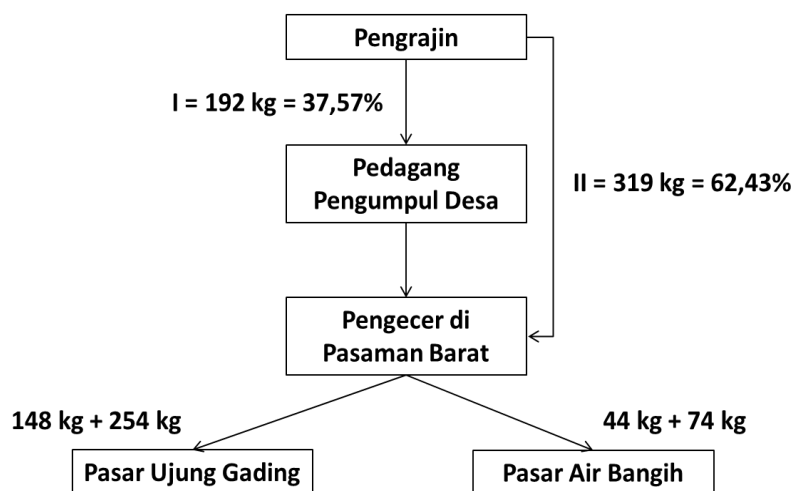 Pengrajin
I = 192 kg = 37,57%
Pedagang
Pengumpul Desa
II = 319 kg = 62,43%
Pengecer di
Pasaman Barat
148 kg + 254 kg
44 kg + 74 kg
Pasar Ujung Gading
Pasar Air Bangih